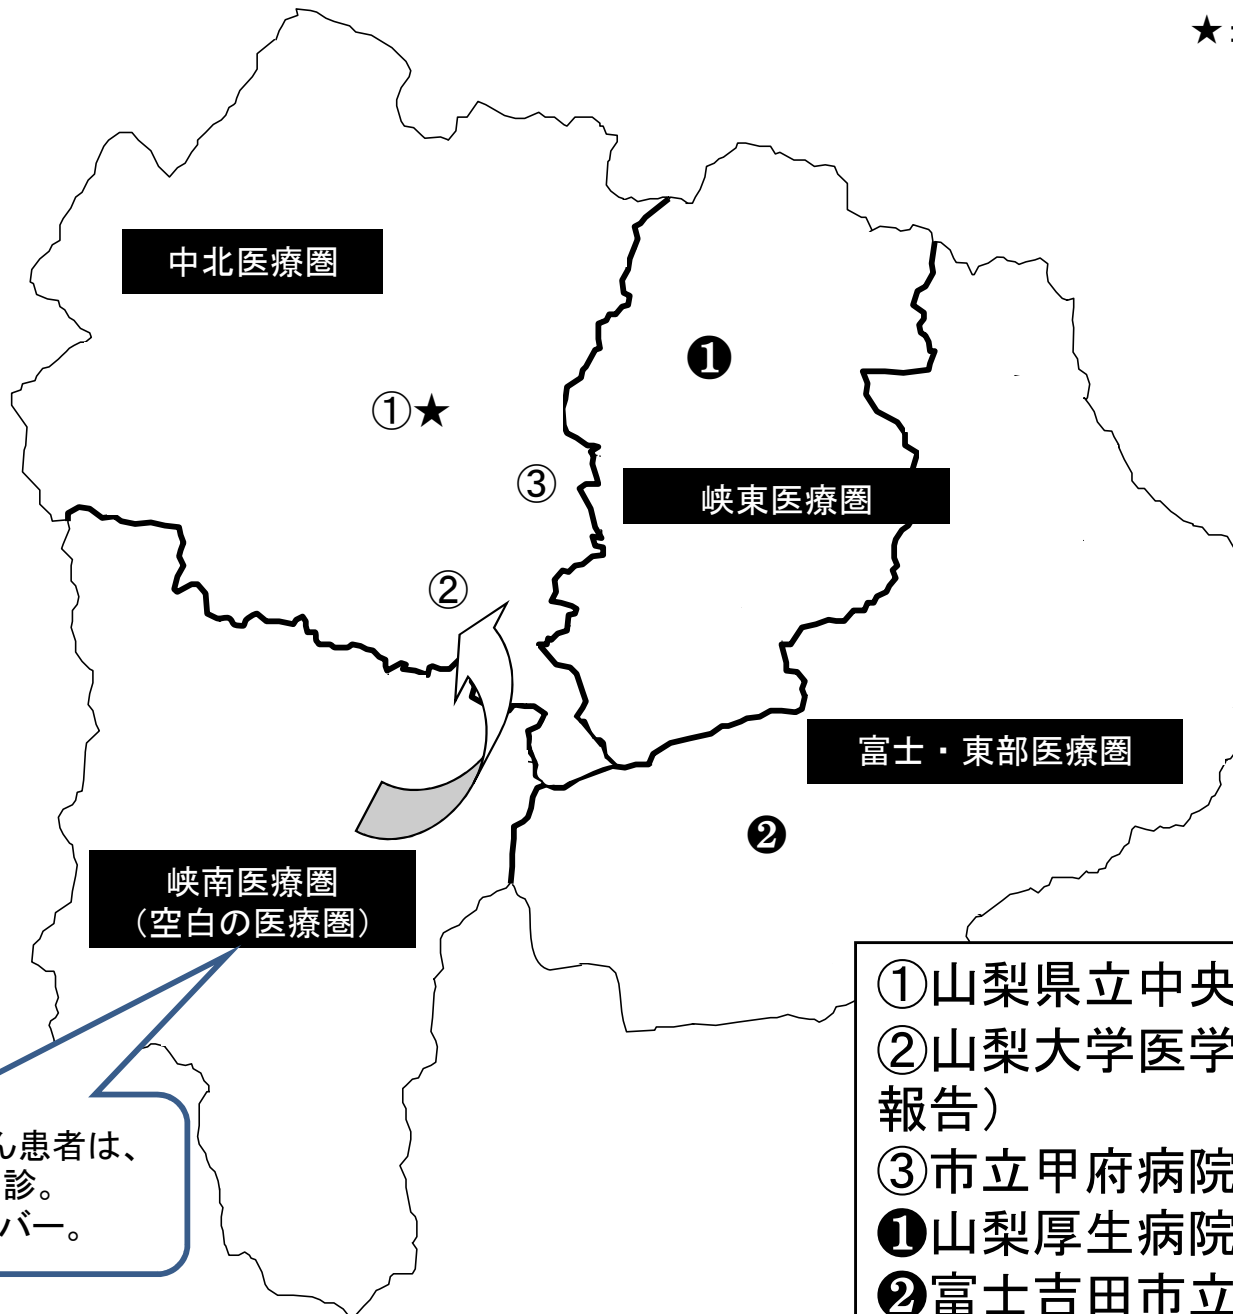 ★：
中北医療圏
❶
①★
③
峡東医療圏
②
富士・東部医療圏
❷
峡南医療圏
（空白の医療圏）
ん患者は、
診。
バー。
①山梨県立中央
②山梨大学医学
報告）
③市立甲府病院
❶山梨厚生病院
❷富士吉田市立